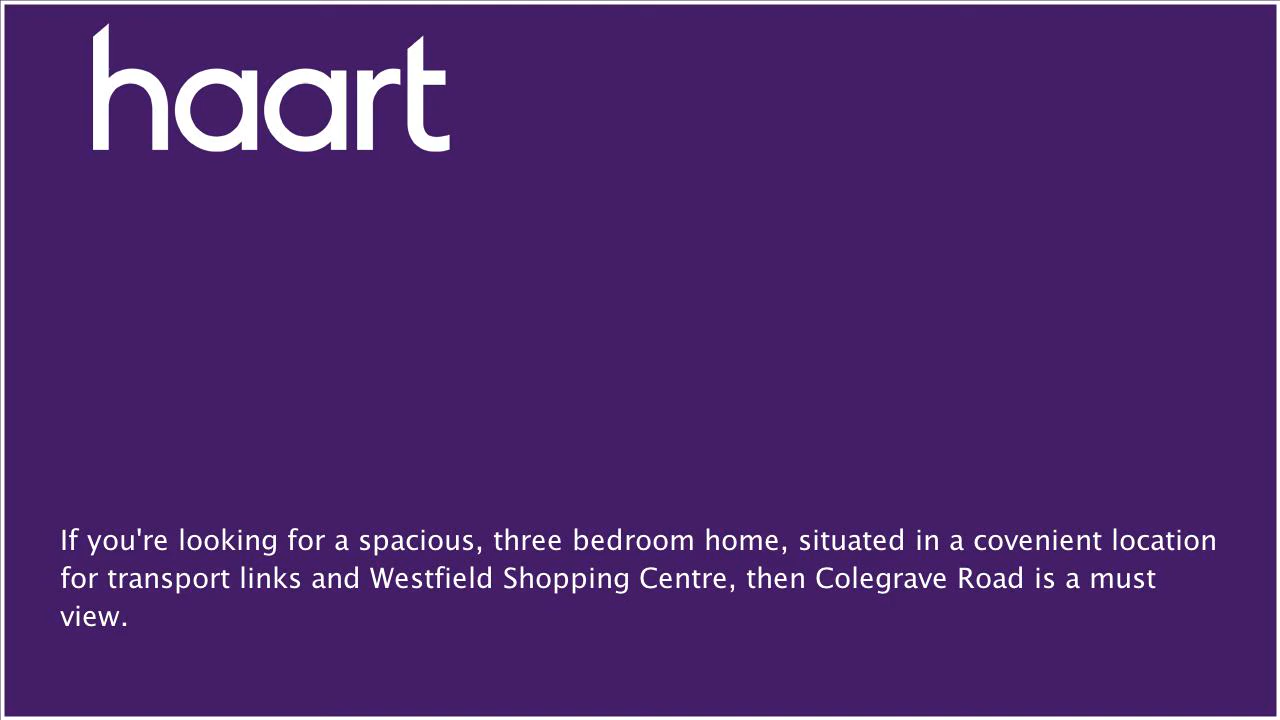 haart
If you're looking for a spacious, three bedroom home, situated in a covenient location
for transport links and Westfield Shopping Centre, then Colegrave Road is a must
view.